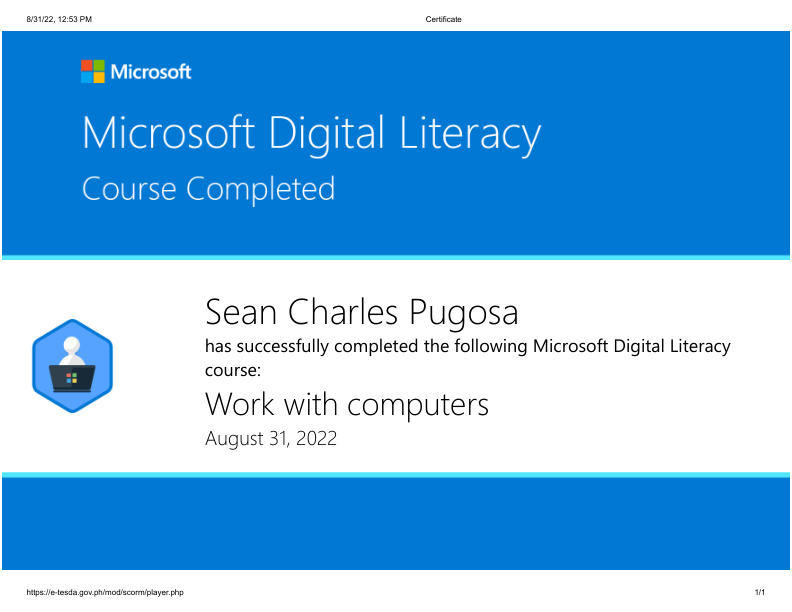 8/31/22, 12:53 PM
Certificate
Microsoft
Microsoft Digital Literacy
Course Completed
Sean Charles Pugosa
has successfully completed the following Microsoft Digital Literacy
course:
Work with computers
August 31, 2022
https://e-tesda.gov.ph/mod/scorm/player.php
1/1